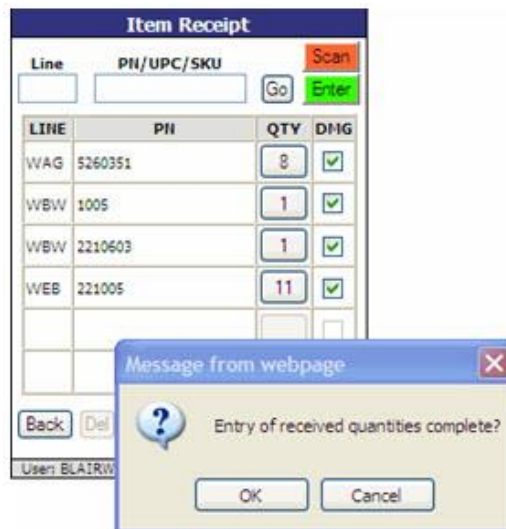 Item Receipt
Line PN/UPC/SKU Scan
Go Enter
LINE PN QTY DMG
WAG 5260351 8
WBW 1005 1
WBW 2210603 1
WEB 221005 11
Message from webpage
Entry of received quantities complete?
Back Del
OK Cancel
User: